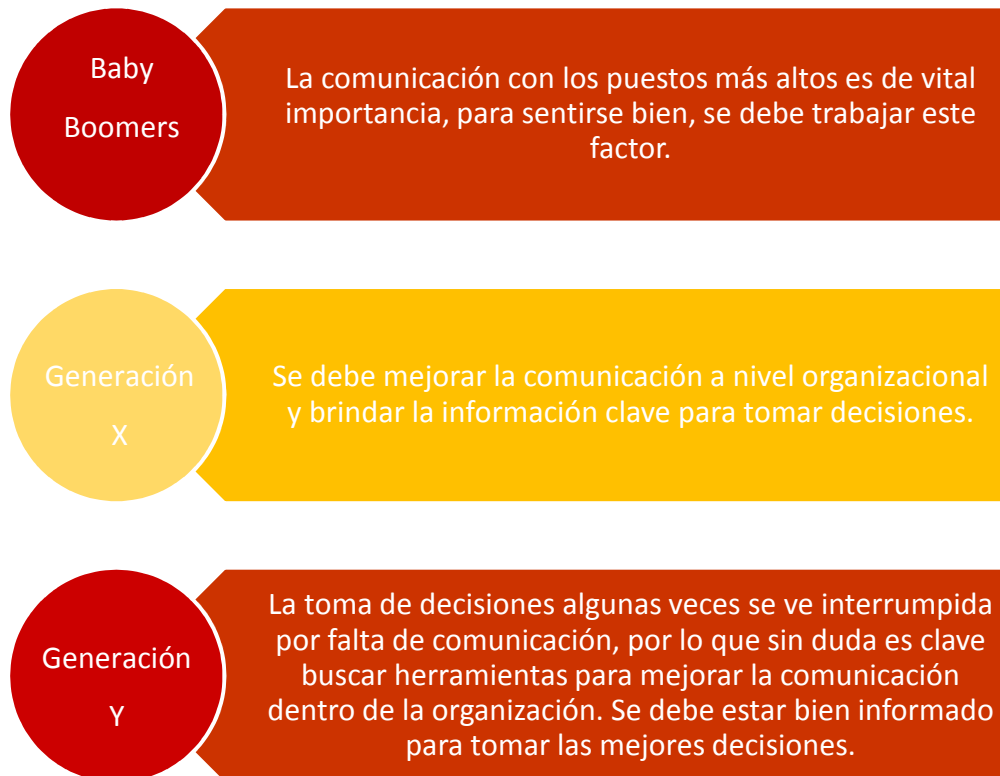 Baby
Boomers
La comunicación con los puestos más altos es de vital
importancia, para sentirse bien, se debe trabajar este
factor.
Generación
X
Se debe mejorar la comunicación a nivel organizacional
y brindar la información clave para tomar decisiones.
Generación
Y
La toma de decisiones algunas veces se ve interrumpida
por falta de comunicación, por lo que sin duda es clave
buscar herramientas para mejorar la comunicación
dentro de la organización. Se debe estar bien informado
para tomar las mejores decisiones.